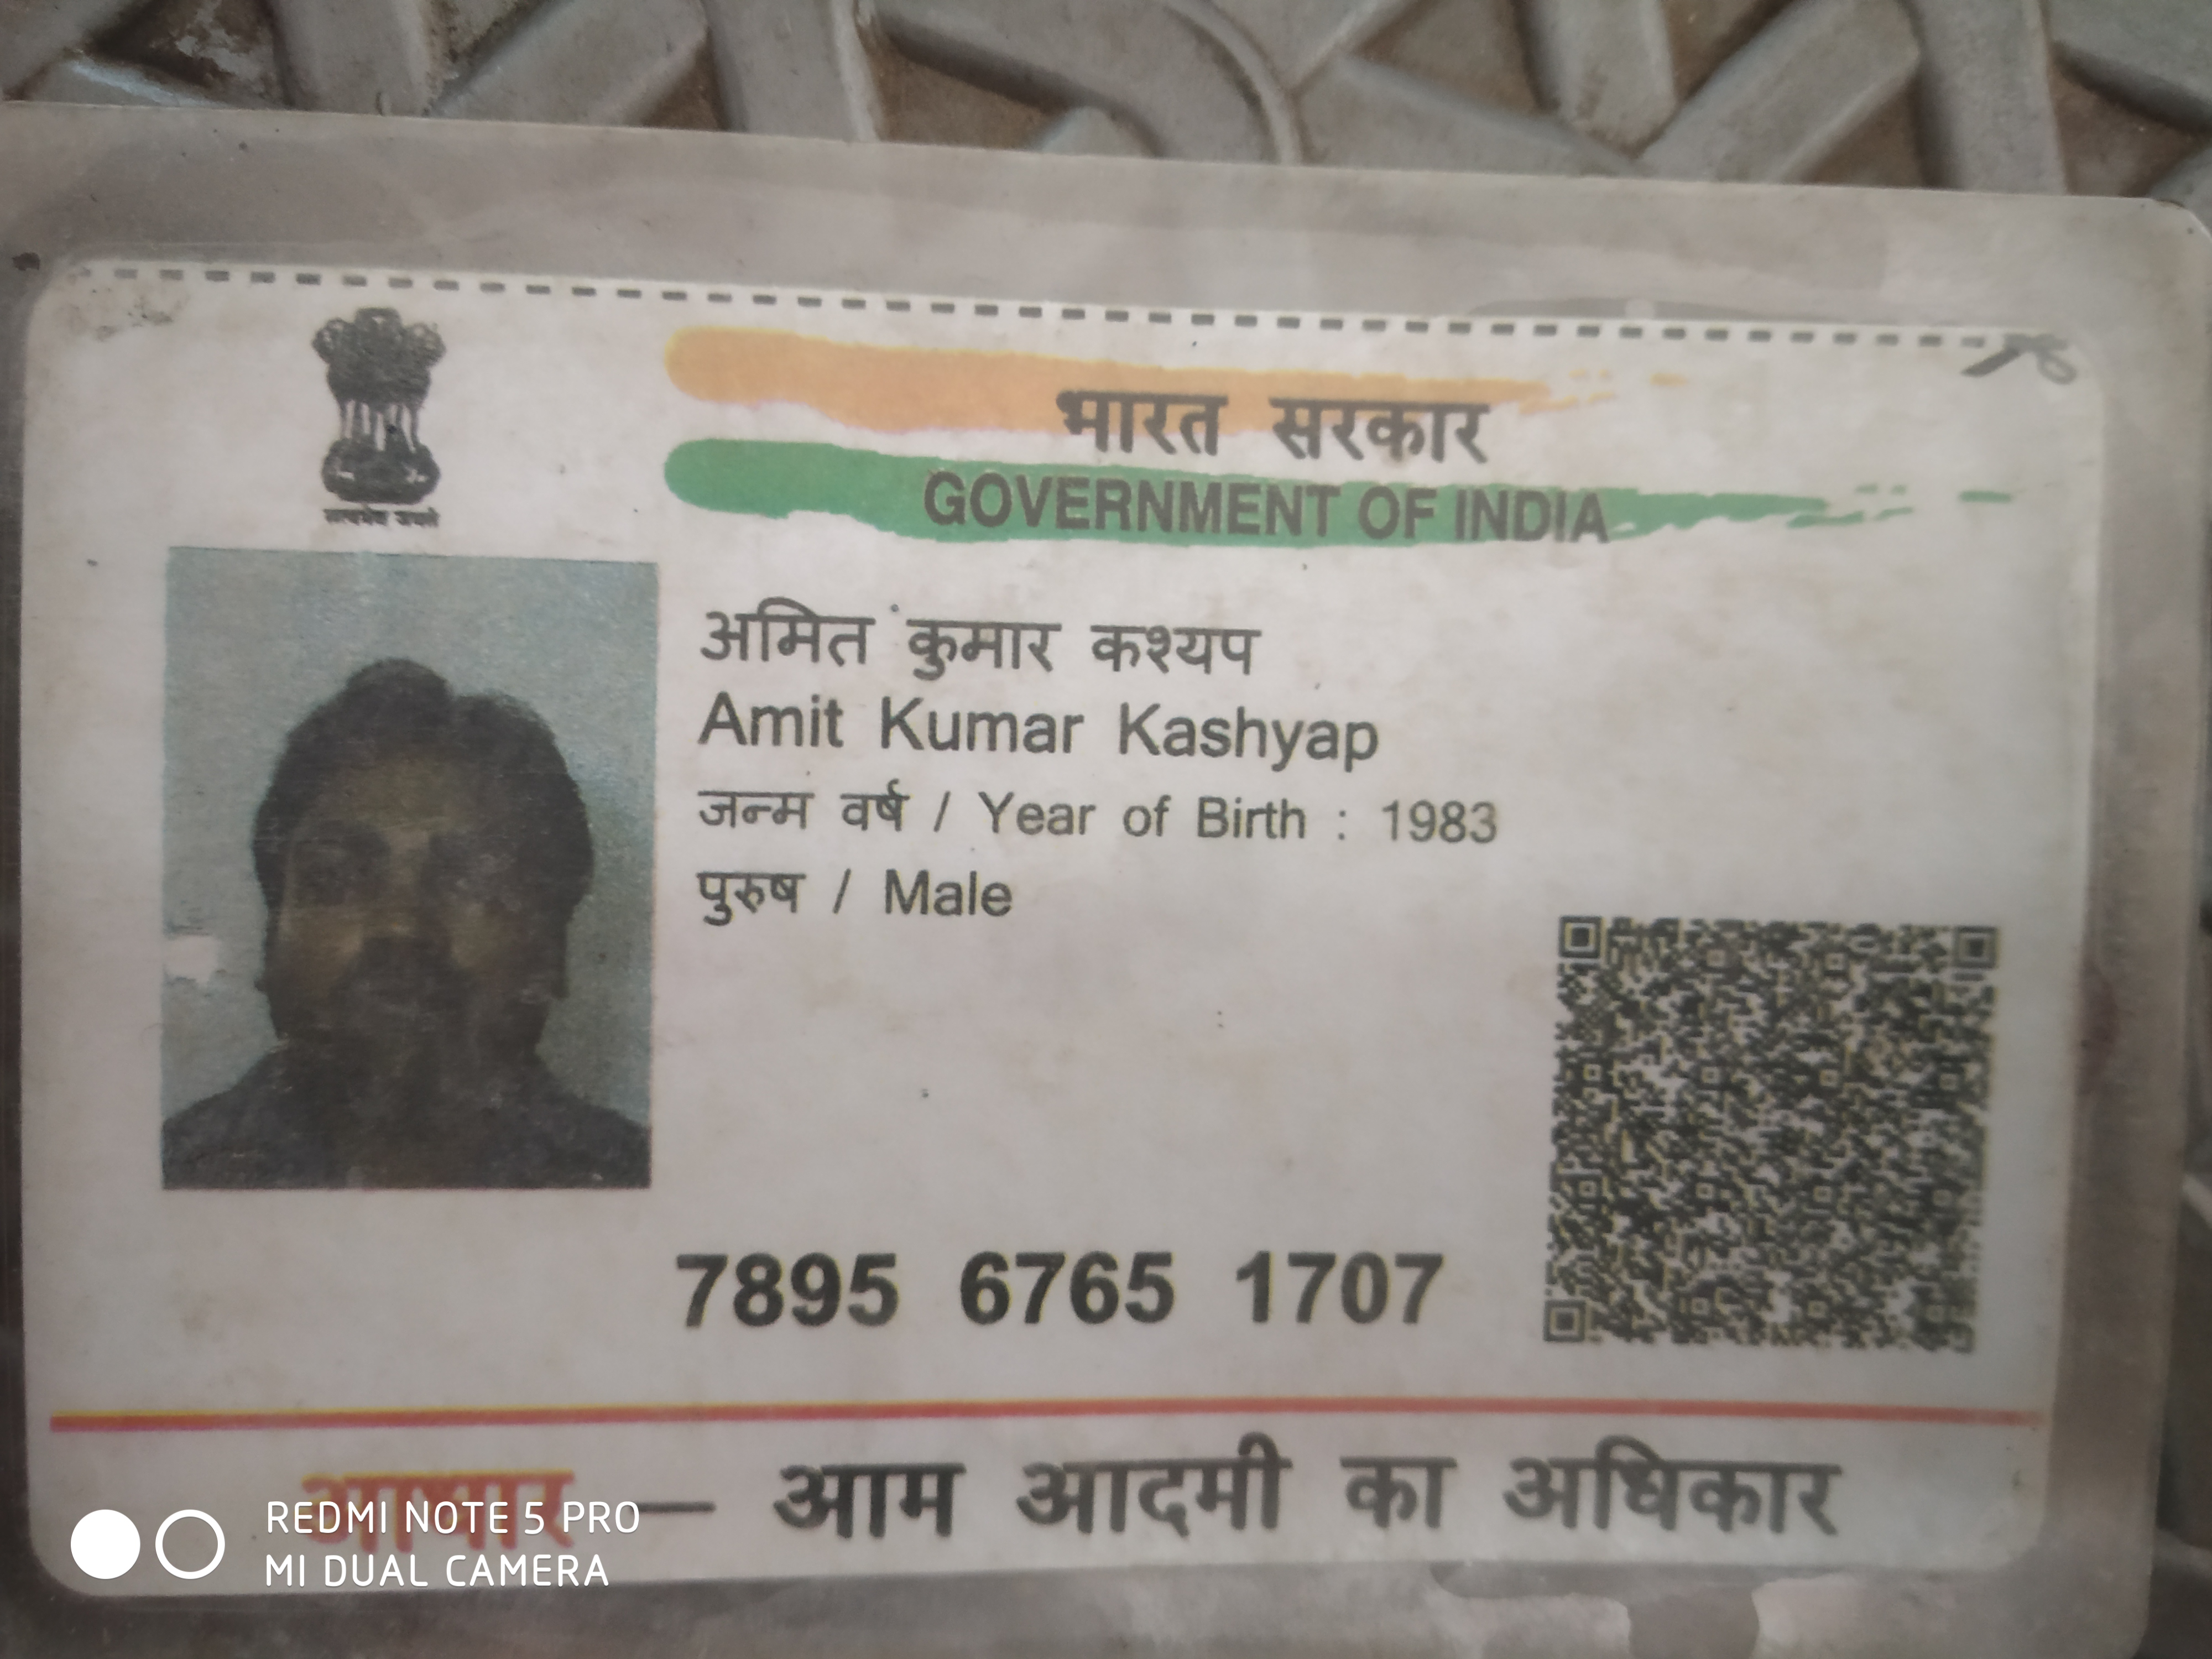 भारत सरकार
GOVERNMENT OF INDIA
सत्यमेव जयते
अमित कुमार कश्यप
Amit Kumar Kashyap
जन्म वर्ष / Year of Birth : 1983
पुरुष / Male
7895 6765 1707
आधार — आम आदमी का अधिकार
REDMI NOTE 5 PRO
MI DUAL CAMERA